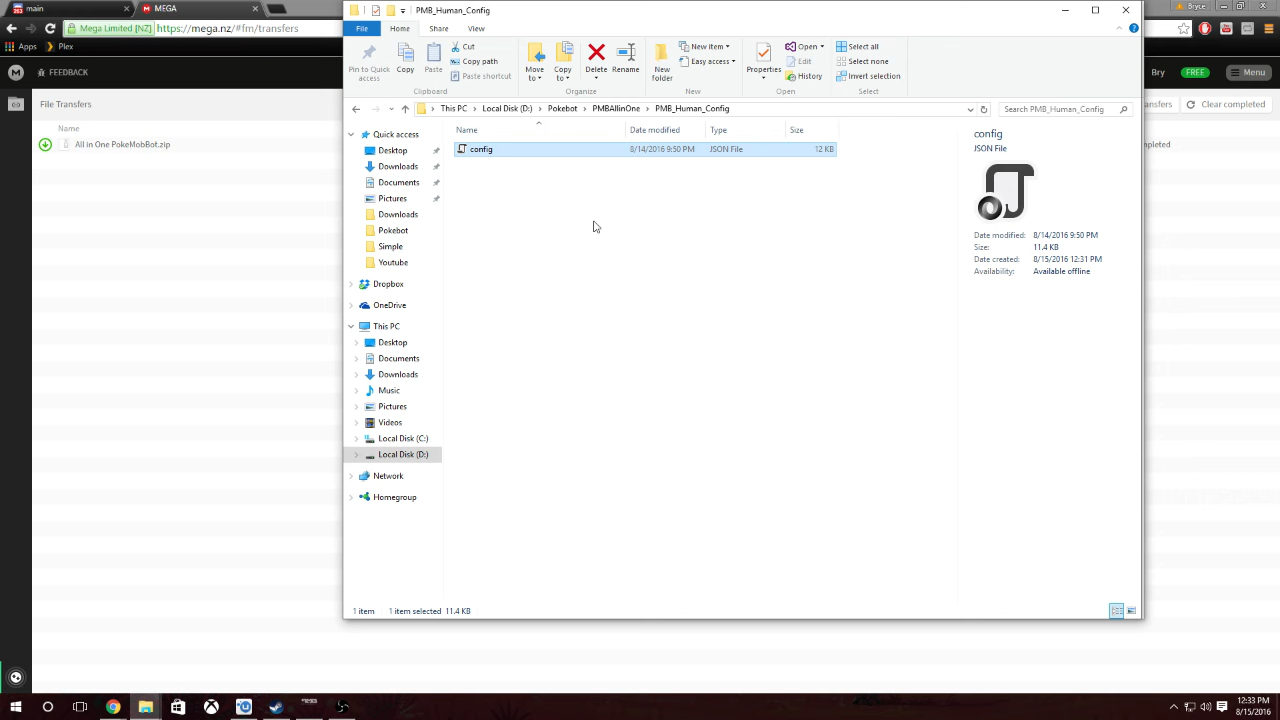 main
MEGA
PMB_Human_Config
Bryce
Mega Limited [NZ]
https://mega.nz/#fm/transfers
File
Home
Share
View
Apps
Plex
Pin to Quick access
Copy
Paste
Cut
Copy path
Paste shortcut
Move to
Copy to
Delete
Rename
New folder
New item
Easy access
Properties
Open
Edit
History
Select all
Select none
Invert selection
Clipboard
Organize
New
Open
Select
FEEDBACK
Bry
FREE
Menu
File Transfers
Clear completed
This PC
Local Disk (D:)
Pokebot
PMBAllinOne
PMB_Human_Config
Search PMB_Human_Config
Name
All in One PokeMobBot.zip
Quick access
Desktop
Downloads
Documents
Pictures
Downloads
Pokebot
Simple
Youtube
Dropbox
OneDrive
This PC
Desktop
Documents
Downloads
Music
Pictures
Videos
Local Disk (C:)
Local Disk (D:)
Network
Homegroup
Name
Date modified
Type
Size
config
8/14/2016 9:50 PM
JSON File
12 KB
config
JSON File
Date modified: 8/14/2016 9:50 PM
Size: 11.4 KB
Date created: 8/15/2016 12:31 PM
Availability: Available offline
1 item
1 item selected 11.4 KB
12:33 PM
8/15/2016